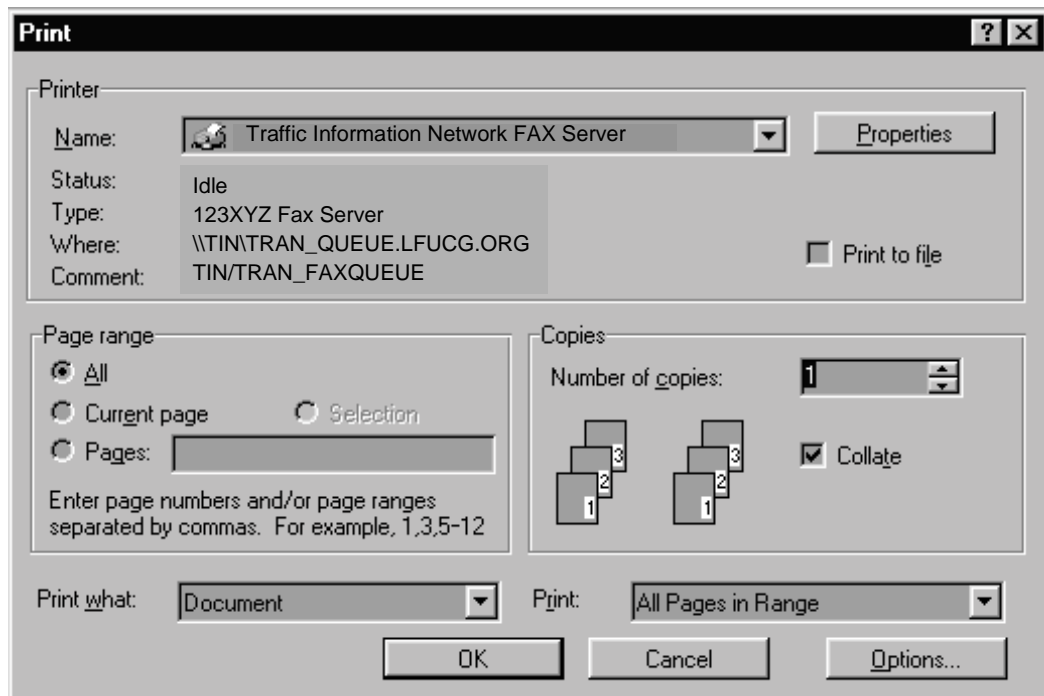 Print
Printer
Name: Traffic Information Network FAX Server Properties
Status: Idle
Type: 123XYZ Fax Server
Where: \\TIN\TRAN_QUEUE.LFUCG.ORG
Comment: TIN/TRAN_FAXQUEUE
Print to file
Page range
All
Current page Selection
Pages:
Enter page numbers and/or page ranges
separated by commas. For example, 1,3,5-12
Copies
Number of copies: 1
3 3
2 2
1 1
Collate
Print what: Document Print: All Pages in Range
OK Cancel Options...